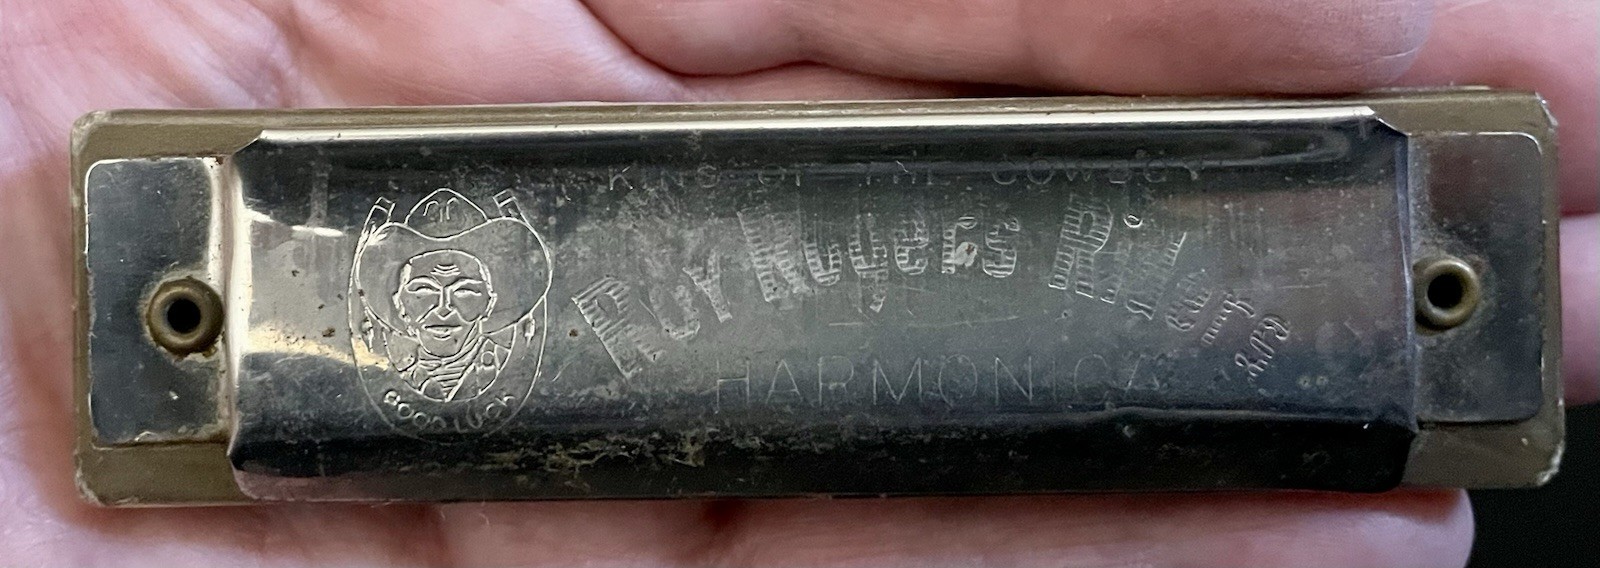 KING OF THE COWBOY
ROY ROGERS
HARMONICA
GOOD LUCK